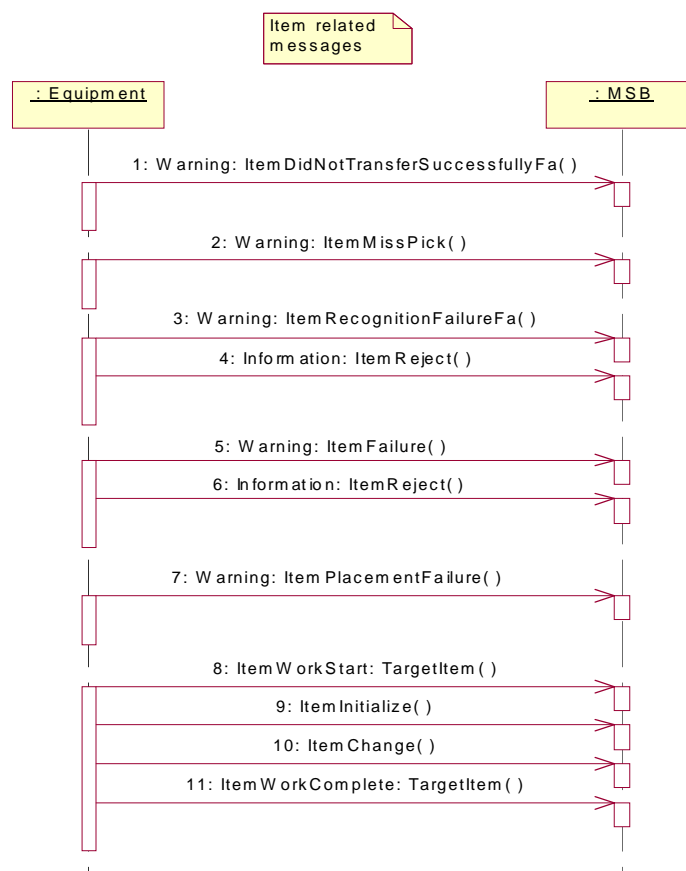 Item related
messages
: Equipment
: MSB
1: Warning: ItemDidNotTransferSuccessfullyFa( )
2: Warning: ItemMissPick( )
3: Warning: ItemRecognitionFailureFa( )
4: Information: ItemReject( )
5: Warning: ItemFailure( )
6: Information: ItemReject( )
7: Warning: ItemPlacementFailure( )
8: ItemWorkStart: TargetItem( )
9: ItemInitialize( )
10: ItemChange( )
11: ItemWorkComplete: TargetItem( )